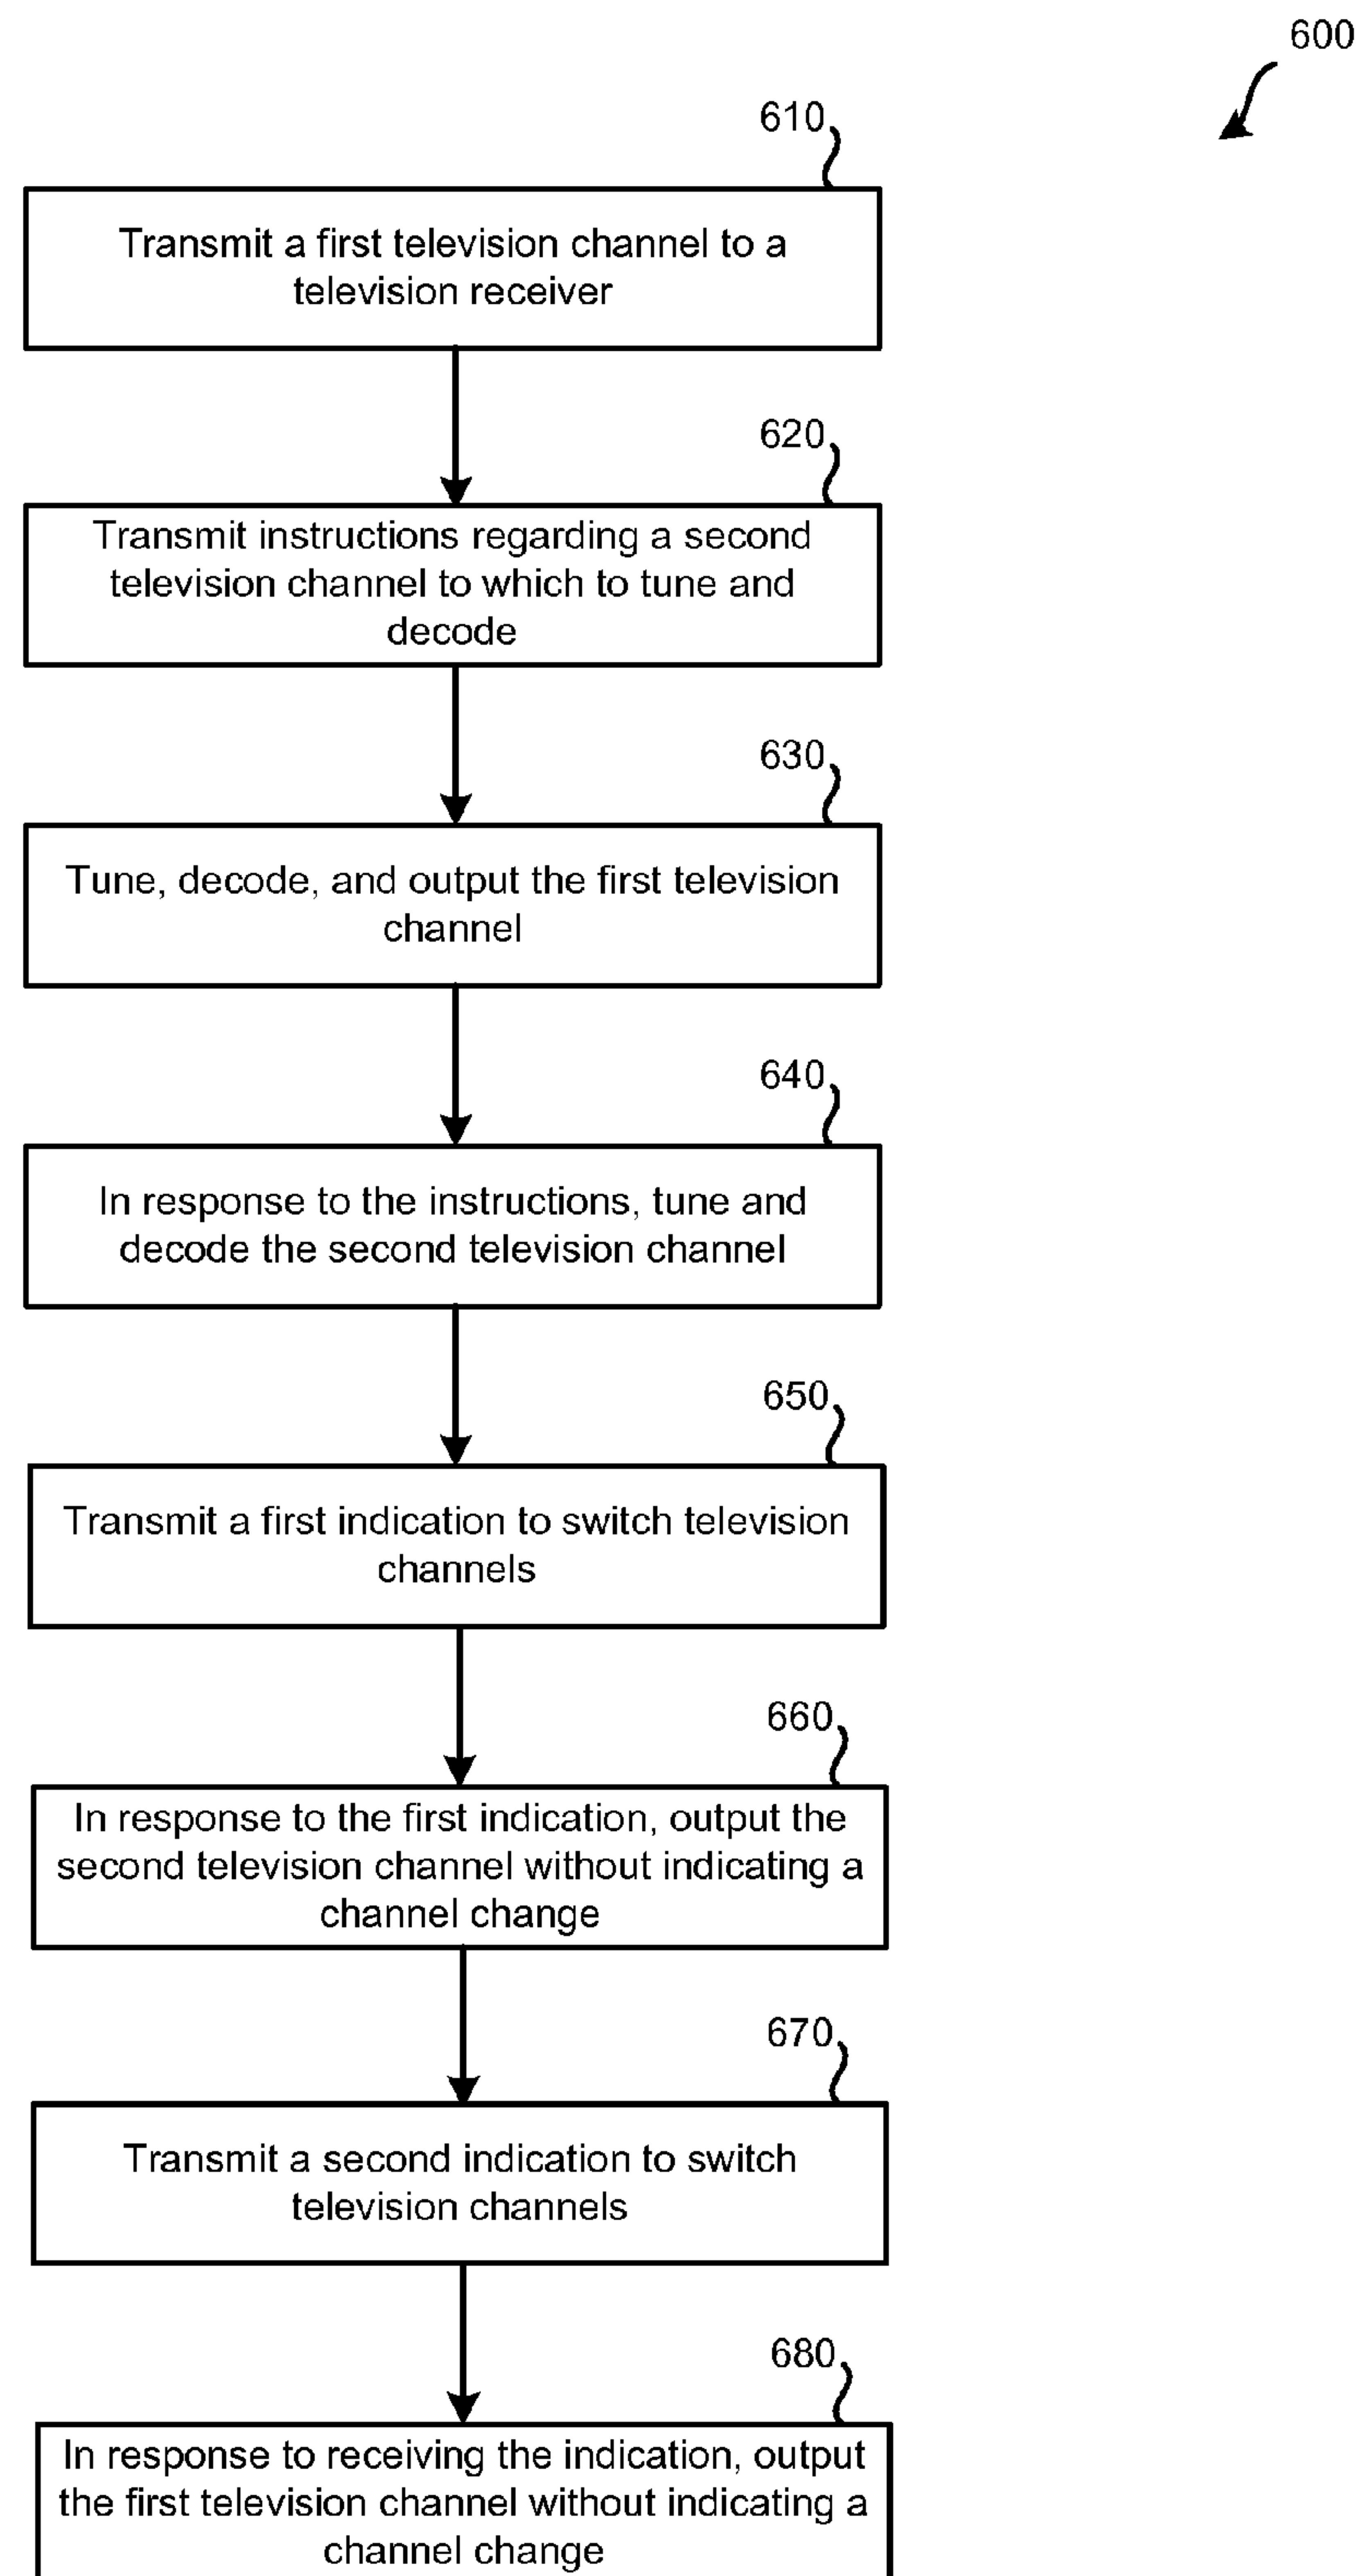 600
610
Transmit a first television channel to a
television receiver
620
Transmit instructions regarding a second
television channel to which to tune and
decode
630
Tune, decode, and output the first television
channel
640
In response to the instructions, tune and
decode the second television channel
650
Transmit a first indication to switch television
channels
660
In response to the first indication, output the
second television channel without indicating a
channel change
670
Transmit a second indication to switch
television channels
680
In response to receiving the indication, output
the first television channel without indicating a
channel change